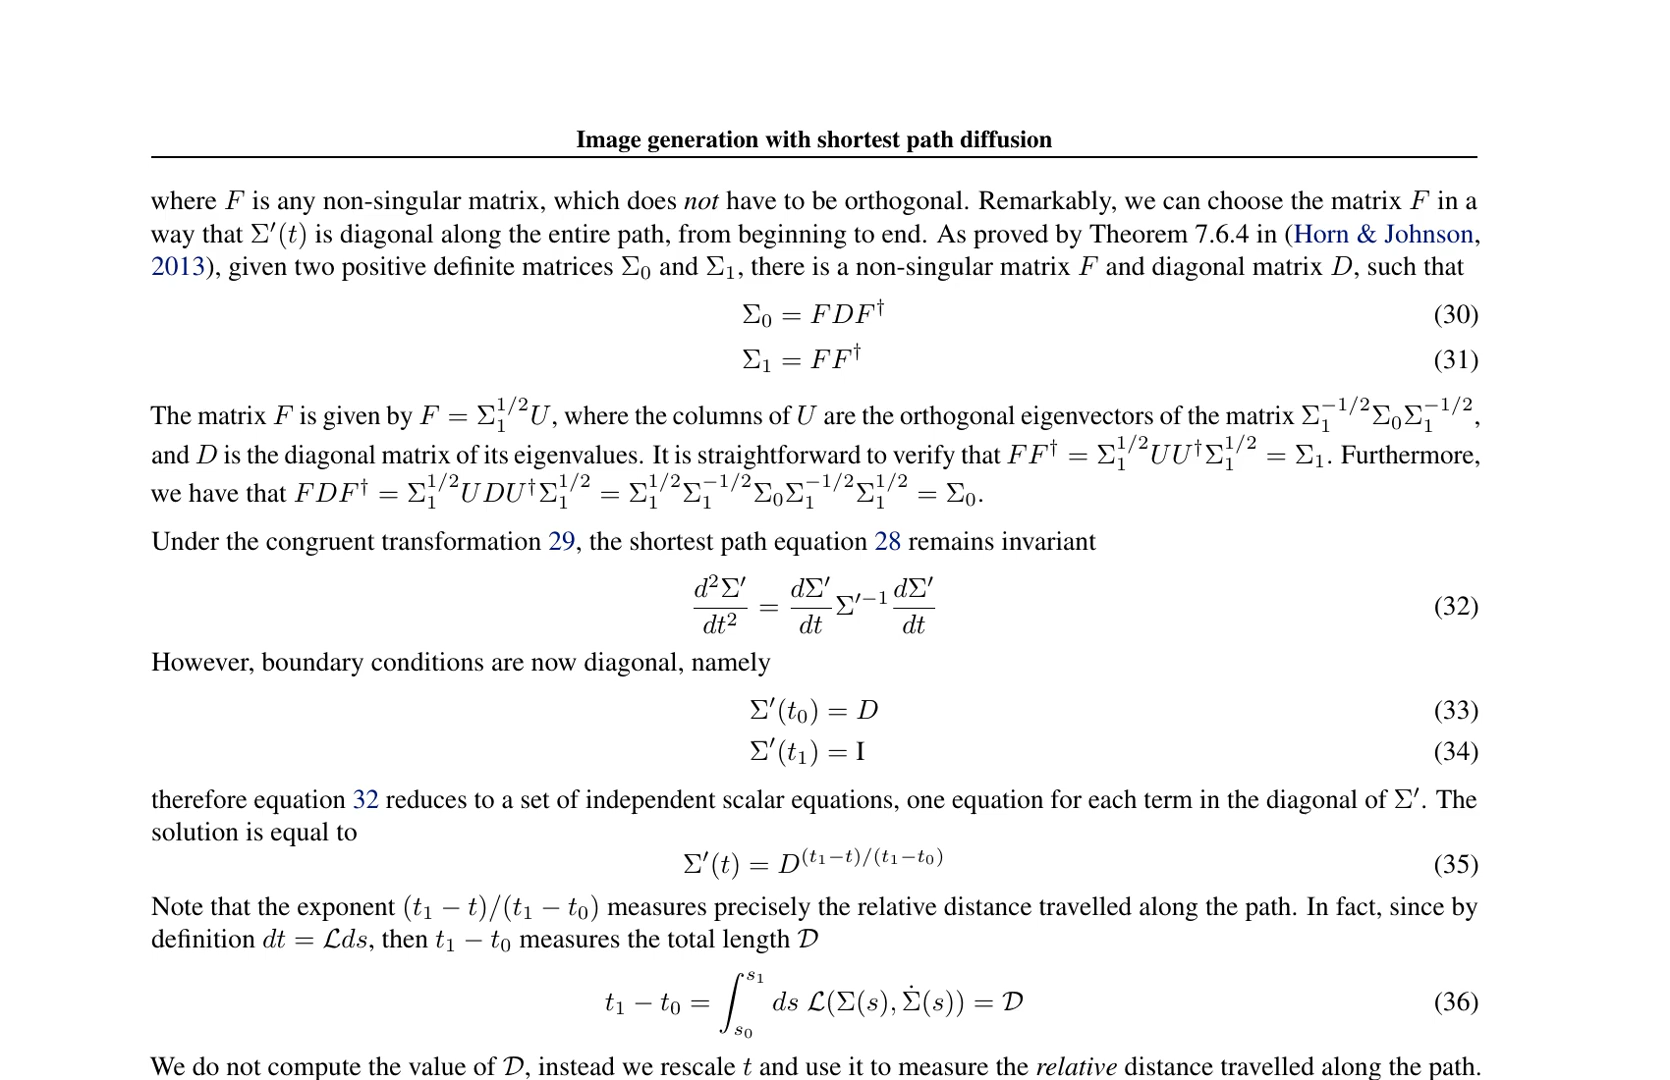 Image generation with shortest path diffusion
where F is any non-singular matrix, which does not have to be orthogonal. Remarkably, we can choose the matrix F in a
way that Σ′(t) is diagonal along the entire path, from beginning to end. As proved by Theorem 7.6.4 in (Horn & Johnson,
2013), given two positive definite matrices Σ₀ and Σ₁, there is a non-singular matrix F and diagonal matrix D, such that
Σ₀ = FDF† (30)
Σ₁ = FF† (31)
The matrix F is given by F = Σ₁^{1/2}U, where the columns of U are the orthogonal eigenvectors of the matrix Σ₁^{−1/2}Σ₀Σ₁^{−1/2},
and D is the diagonal matrix of its eigenvalues. It is straightforward to verify that FF† = Σ₁^{1/2}UU†Σ₁^{1/2} = Σ₁. Furthermore,
we have that FDF† = Σ₁^{1/2}UDU†Σ₁^{1/2} = Σ₁^{1/2}Σ₁^{−1/2}Σ₀Σ₁^{−1/2}Σ₁^{1/2} = Σ₀.
Under the congruent transformation 29, the shortest path equation 28 remains invariant
d²Σ′/dt² = dΣ′/dt Σ′⁻¹ dΣ′/dt (32)
However, boundary conditions are now diagonal, namely
Σ′(t₀) = D (33)
Σ′(t₁) = I (34)
therefore equation 32 reduces to a set of independent scalar equations, one equation for each term in the diagonal of Σ′. The
solution is equal to
Σ′(t) = D^{(t₁−t)/(t₁−t₀)} (35)
Note that the exponent (t₁ − t)/(t₁ − t₀) measures precisely the relative distance travelled along the path. In fact, since by
definition dt = ℒds, then t₁ − t₀ measures the total length 𝒟
t₁ − t₀ = ∫_{s₀}^{s₁} ds ℒ(Σ(s), Σ̇(s)) = 𝒟 (36)
We do not compute the value of 𝒟, instead we rescale t and use it to measure the relative distance travelled along the path.